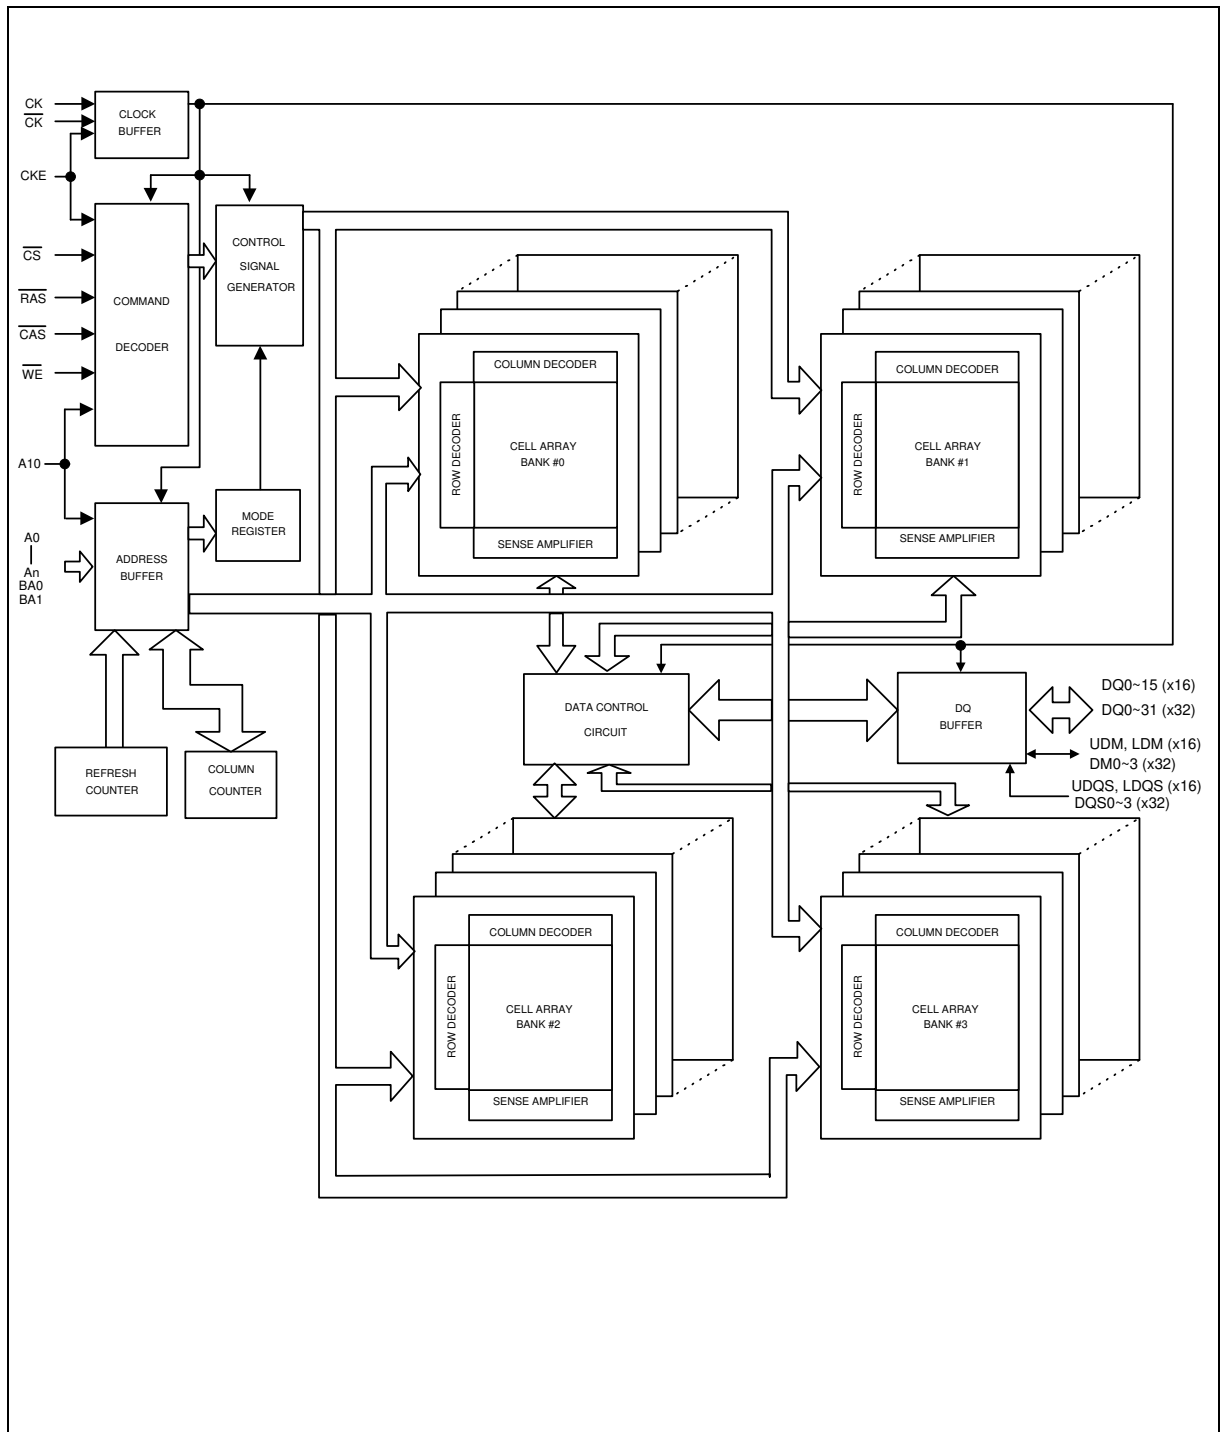 CK
CK
CKE
CS
RAS
CAS
WE
A10
A0
An
BA0
BA1
CLOCK
BUFFER
COMMAND
DECODER
CONTROL
SIGNAL
GENERATOR
MODE
REGISTER
ADDRESS
BUFFER
REFRESH
COUNTER
COLUMN
COUNTER
COLUMN DECODER
ROW DECODER
CELL ARRAY
BANK #0
SENSE AMPLIFIER
COLUMN DECODER
ROW DECODER
CELL ARRAY
BANK #1
SENSE AMPLIFIER
DATA CONTROL
CIRCUIT
DQ
BUFFER
DQ0~15 (x16)
DQ0~31 (x32)
UDM, LDM (x16)
DM0~3 (x32)
UDQS, LDQS (x16)
DQS0~3 (x32)
COLUMN DECODER
ROW DECODER
CELL ARRAY
BANK #2
SENSE AMPLIFIER
COLUMN DECODER
ROW DECODER
CELL ARRAY
BANK #3
SENSE AMPLIFIER